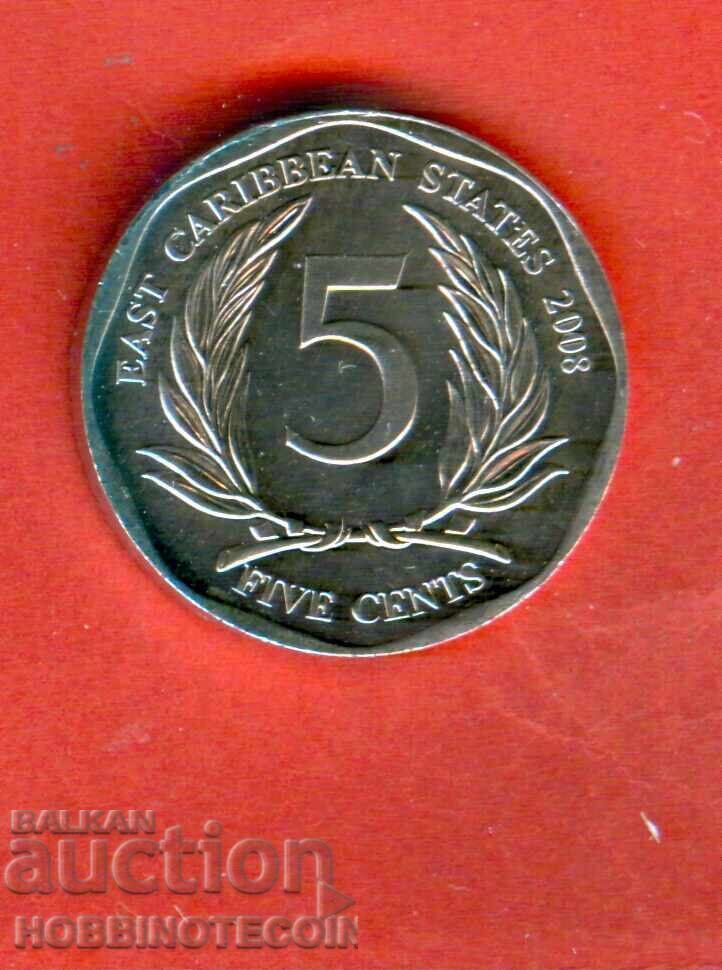 EAST CARIBBEAN STATES 2008
5
FIVE CENTS
BALKAN
auction
HOBBINOTECOIN